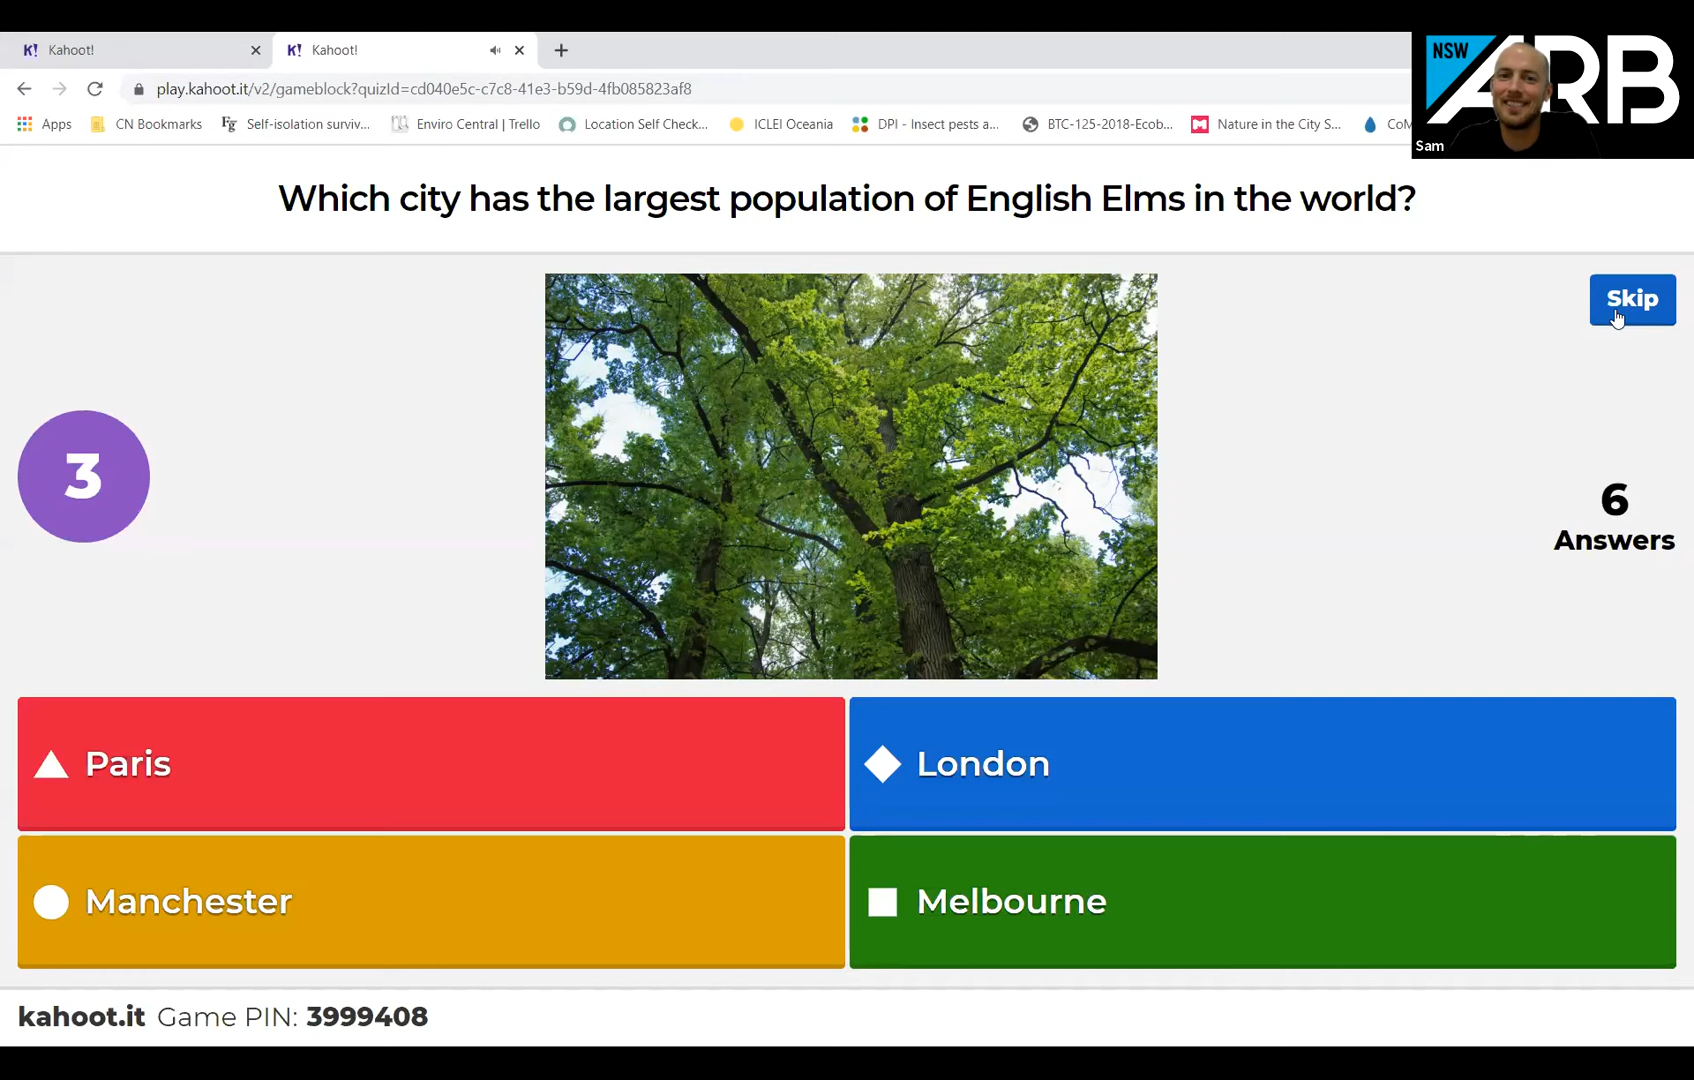 K! Kahoot!
K! Kahoot!
play.kahoot.it/v2/gameblock?quizId=cd040e5c-c7c8-41e3-b59d-4fb085823af8
Apps CN Bookmarks Fg Self-isolation surviv... Enviro Central | Trello Location Self Check... ICLEI Oceania DPI - Insect pests a... BTC-125-2018-Ecob... Nature in the City S... CoM
NSW
ARB
Sam
Which city has the largest population of English Elms in the world?
Skip
3
6
Answers
Paris
London
Manchester
Melbourne
kahoot.it Game PIN: 3999408